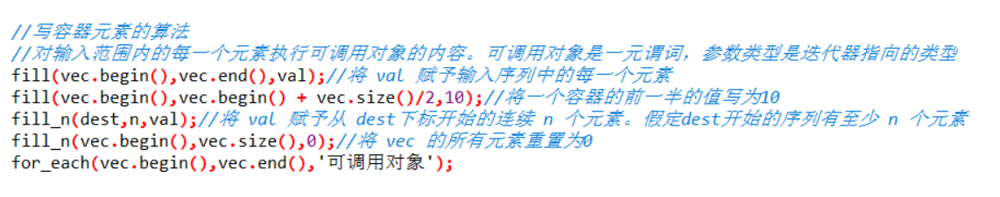 //写容器元素的算法
//对输入范围内的每一个元素执行可调用对象的内容。可调用对象是一元谓词，参数类型是迭代器指向的类型
fill(vec.begin(),vec.end(),val);//将 val 赋予输入序列中的每一个元素
fill(vec.begin(),vec.begin() + vec.size()/2,10);//将一个容器的前一半的值写为10
fill_n(dest,n,val);//将 val 赋予从 dest下标开始的连续 n 个元素。假定dest开始的序列有至少 n 个元素
fill_n(vec.begin(),vec.size(),0);//将 vec 的所有元素重置为0
for_each(vec.begin(),vec.end(),'可调用对象');